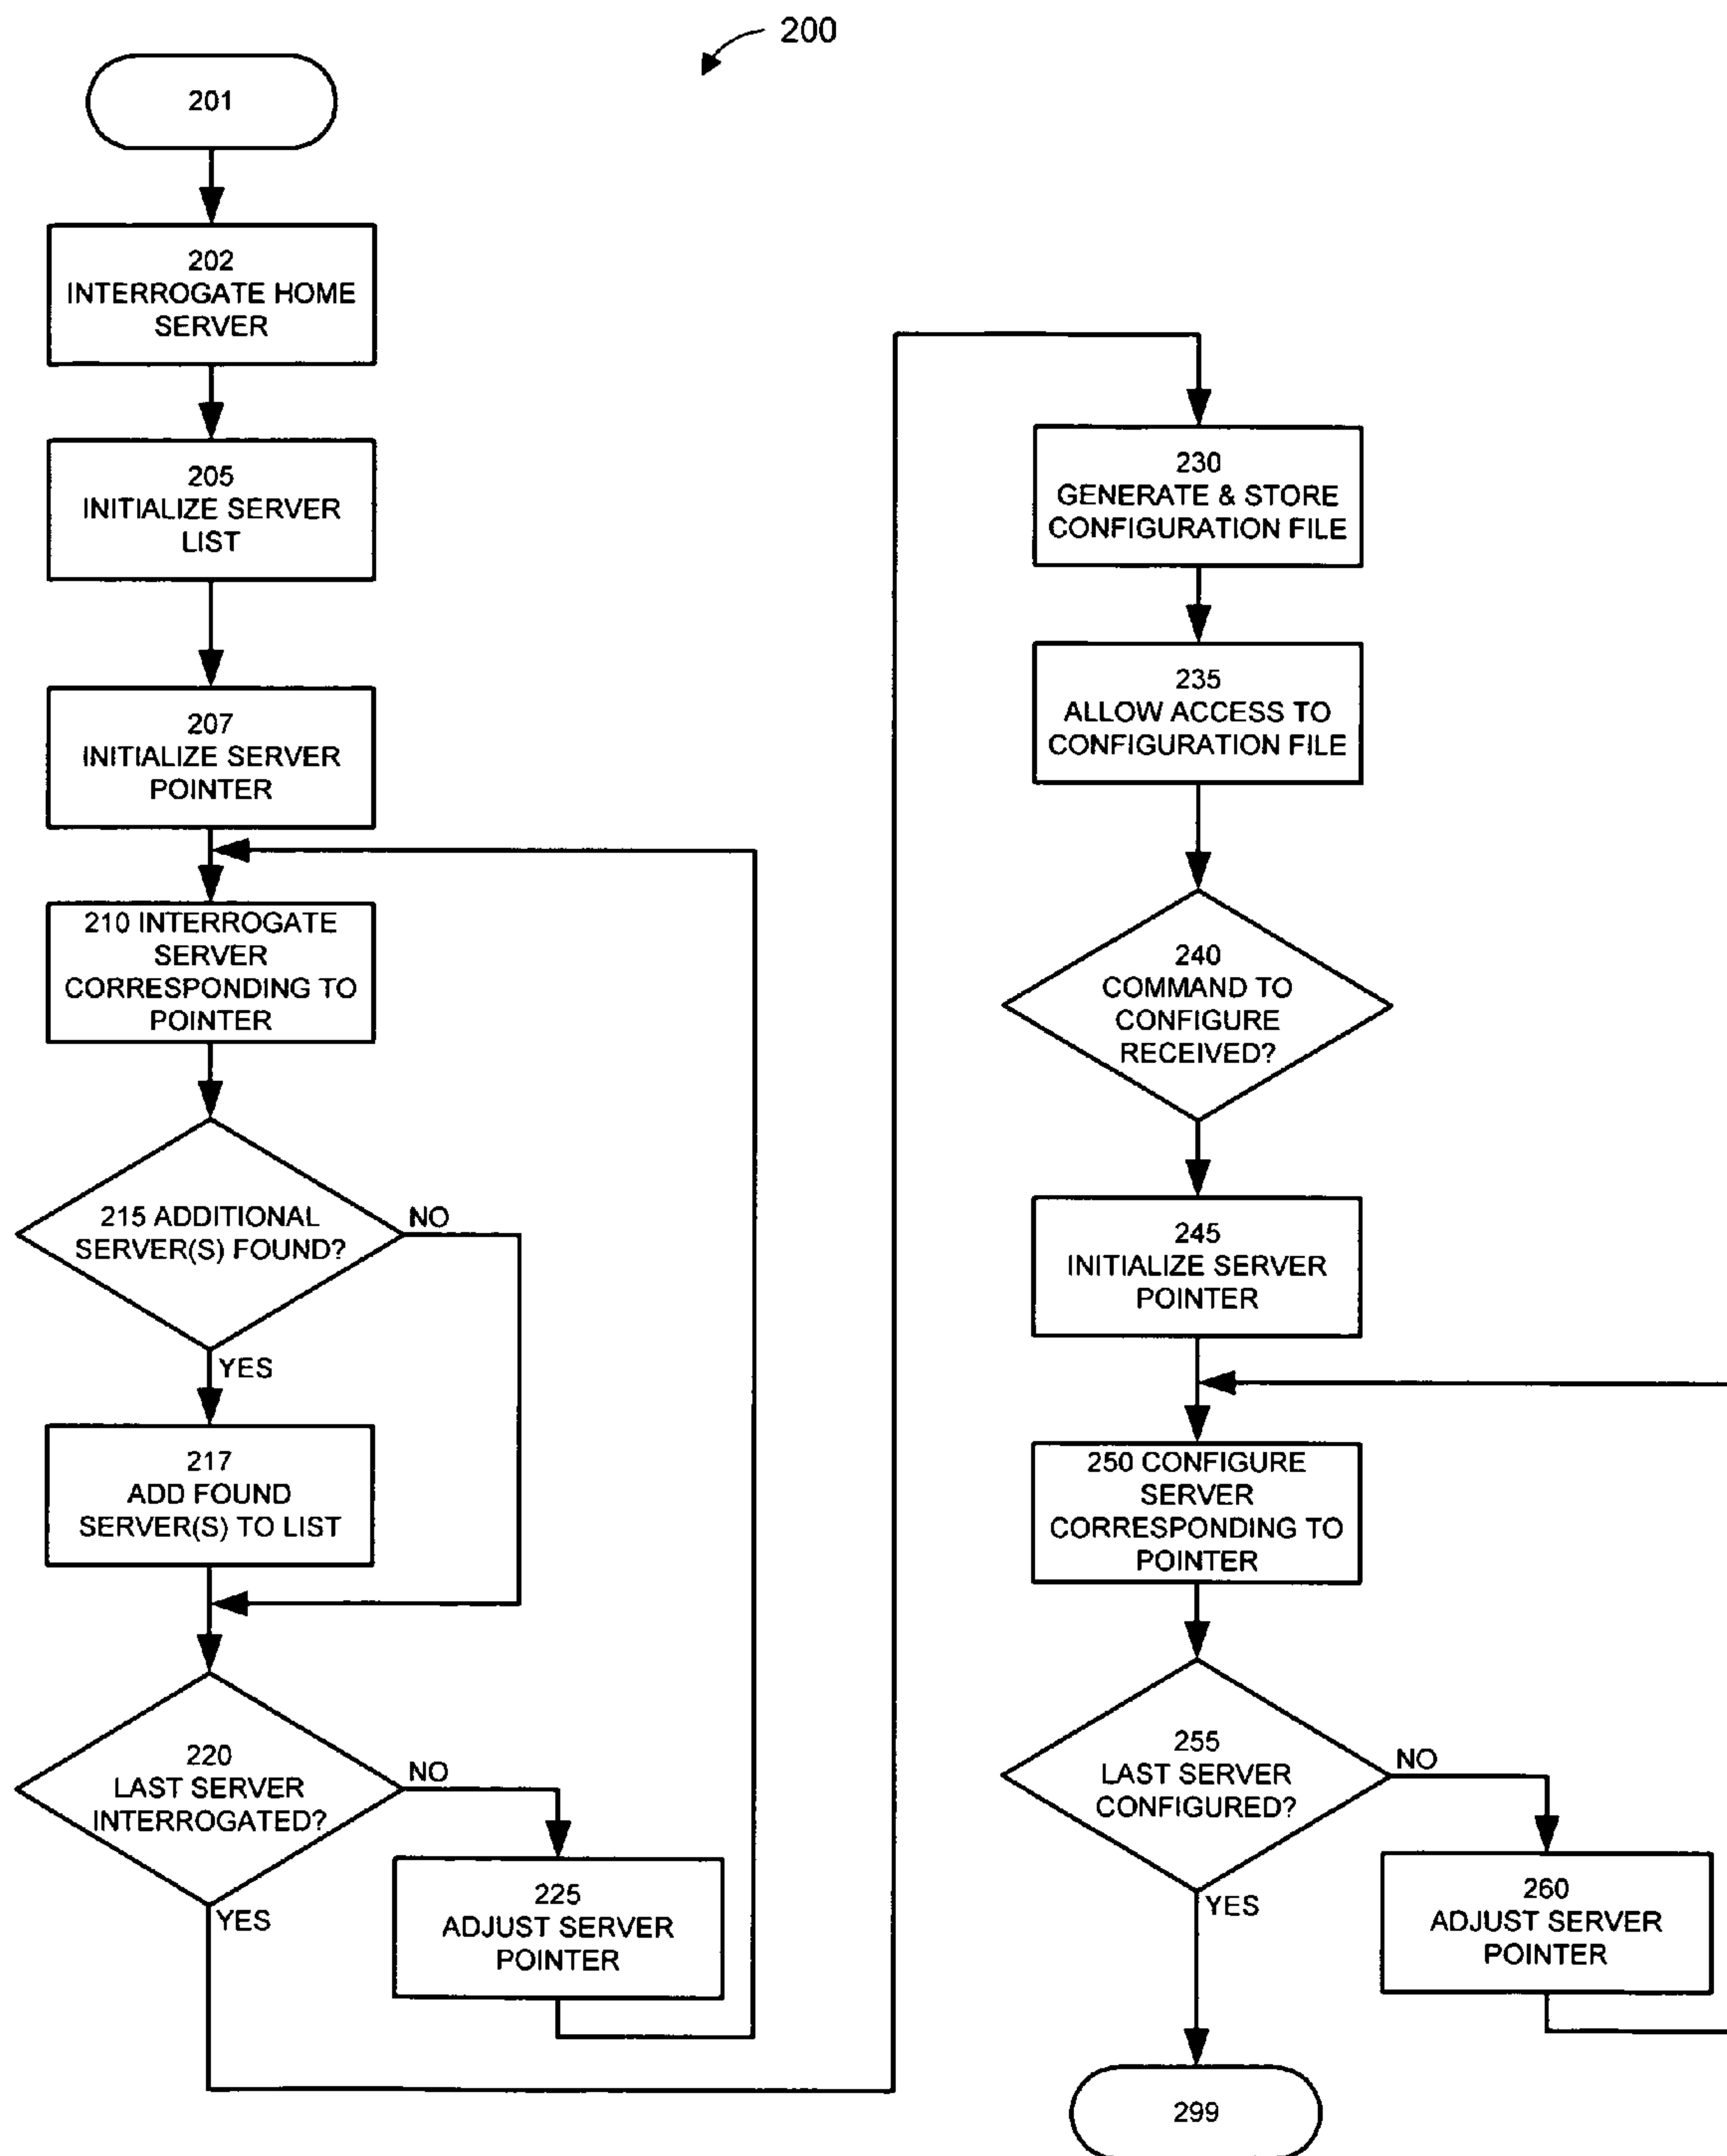 200
201
202
INTERROGATE HOME
SERVER
205
INITIALIZE SERVER
LIST
207
INITIALIZE SERVER
POINTER
210 INTERROGATE
SERVER
CORRESPONDING TO
POINTER
215 ADDITIONAL
SERVER(S) FOUND?
NO
YES
217
ADD FOUND
SERVER(S) TO LIST
220
LAST SERVER
INTERROGATED?
NO
YES
225
ADJUST SERVER
POINTER
230
GENERATE & STORE
CONFIGURATION FILE
235
ALLOW ACCESS TO
CONFIGURATION FILE
240
COMMAND TO
CONFIGURE
RECEIVED?
245
INITIALIZE SERVER
POINTER
250 CONFIGURE
SERVER
CORRESPONDING TO
POINTER
255
LAST SERVER
CONFIGURED?
NO
YES
260
ADJUST SERVER
POINTER
299